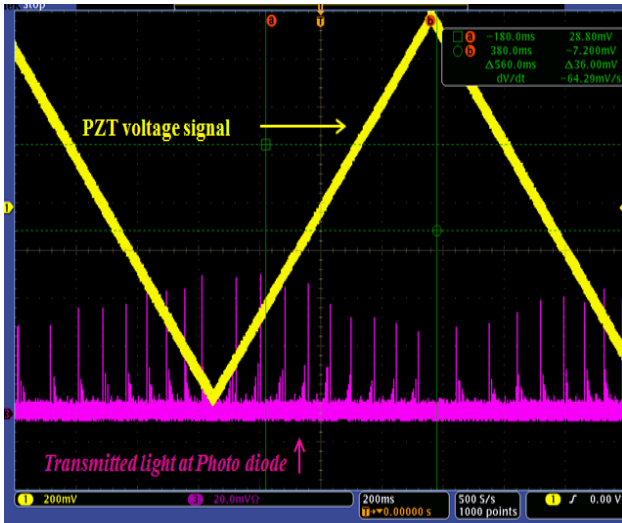 Stop
a
T
b
a -180.0ms 28.80mV
b 380.0ms -7.200mV
Δ560.0ms Δ36.00mV
dV/dt -64.29mV/s
PZT voltage signal
1
3
Transmitted light at Photo diode
1 200mV 3 20.0mVΩ 200ms 500 S/s 1 0.00 V
T→▼0.00000 s 1000 points